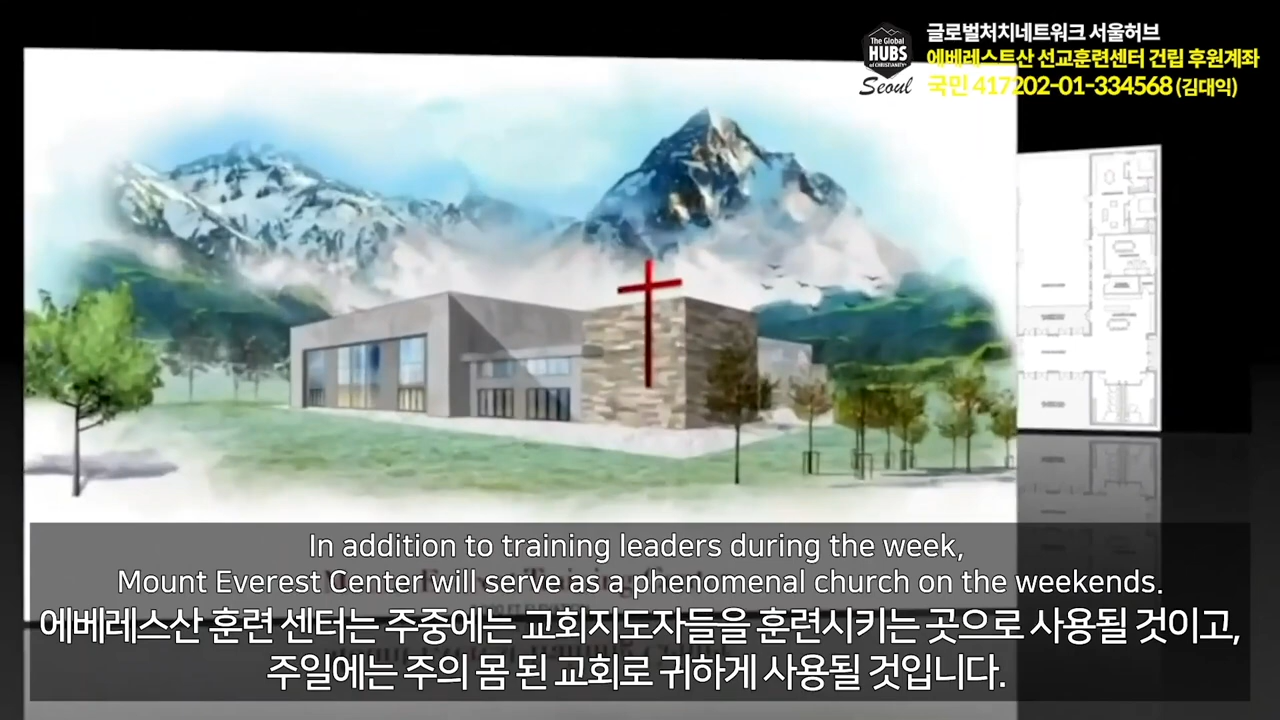 The Global
HUBS
of CHRISTIANITY
Seoul
글로벌처치네트워크 서울허브
에베레스트산 선교훈련센터 건립 후원계좌
국민 417202-01-334568 (김대익)
In addition to training leaders during the week,
Mount Everest Center will serve as a phenomenal church on the weekends.
에베레스산 훈련 센터는 주중에는 교회지도자들을 훈련시키는 곳으로 사용될 것이고,
주일에는 주의 몸 된 교회로 귀하게 사용될 것입니다.